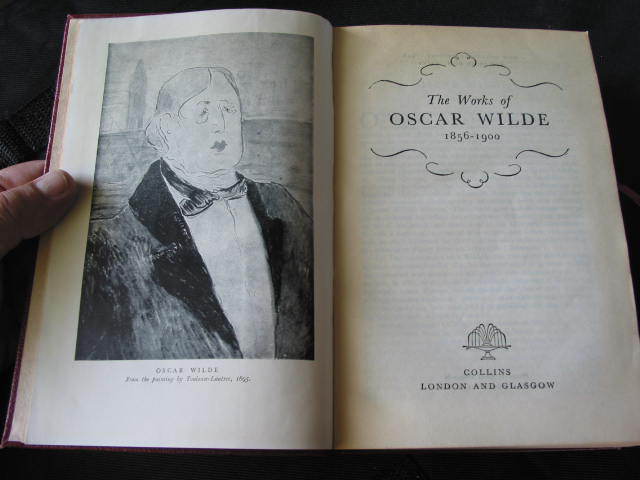 OSCAR WILDE
From the painting by Toulouse-Lautrec, 1895.
The Works of
OSCAR WILDE
1856-1900
COLLINS
LONDON AND GLASGOW